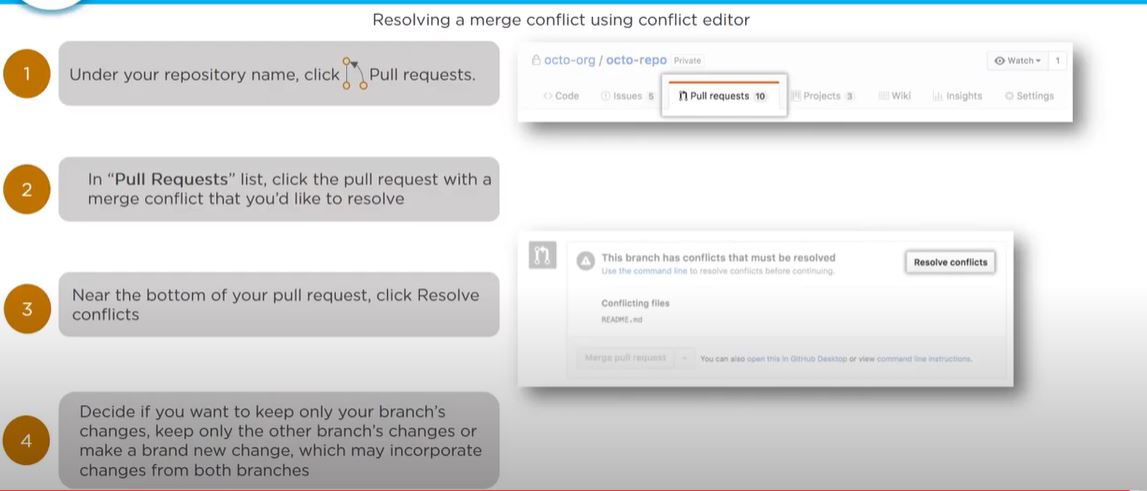 Resolving a merge conflict using conflict editor
1
Under your repository name, click Pull requests.
octo-org / octo-repo Private
Watch 1
Code Issues 5 Pull requests 10 Projects 3 Wiki Insights Settings
2
In “Pull Requests” list, click the pull request with a
merge conflict that you’d like to resolve
3
Near the bottom of your pull request, click Resolve
conflicts
This branch has conflicts that must be resolved
Use the command line to resolve conflicts before continuing.
Resolve conflicts
Conflicting files
README.md
Merge pull request
You can also open this in GitHub Desktop or view command line instructions.
4
Decide if you want to keep only your branch’s
changes, keep only the other branch’s changes or
make a brand new change, which may incorporate
changes from both branches